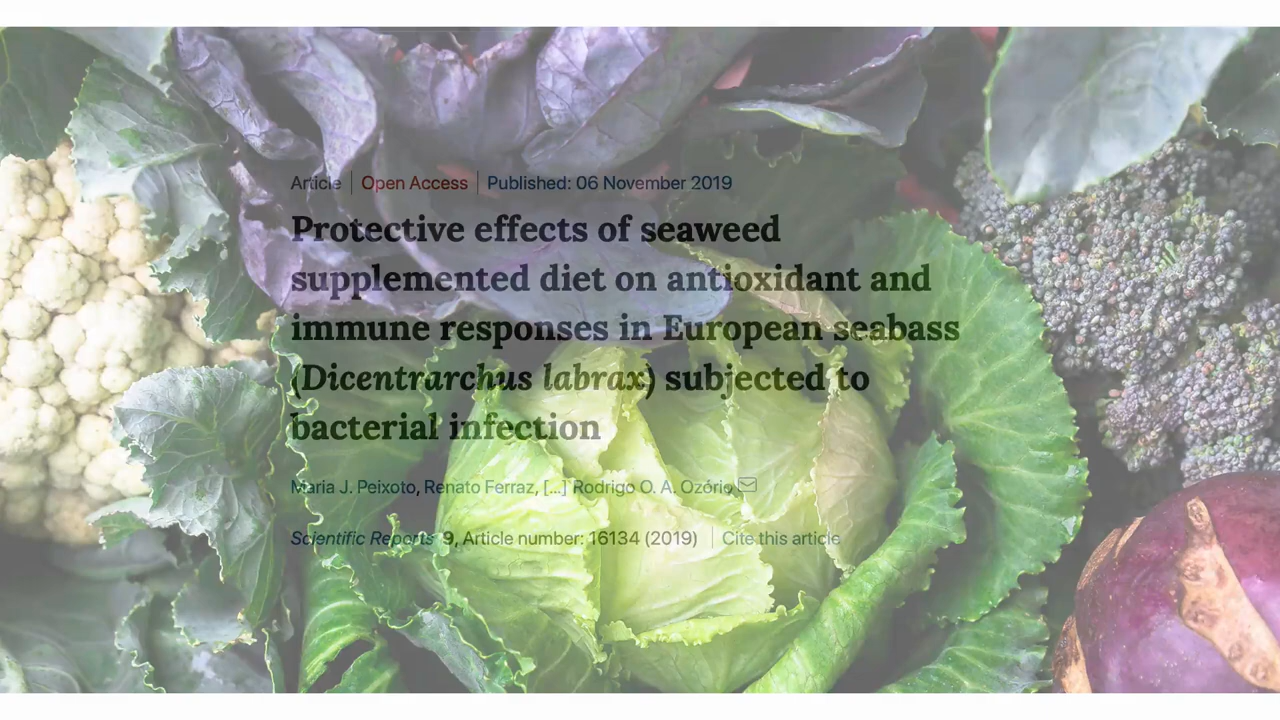 Article | Open Access | Published: 06 November 2019
Protective effects of seaweed
supplemented diet on antioxidant and
immune responses in European seabass
(Dicentrarchus labrax) subjected to
bacterial infection
Maria J. Peixoto, Renato Ferraz, [...] Rodrigo O. A. Ozório
Scientific Reports 9, Article number: 16134 (2019) | Cite this article